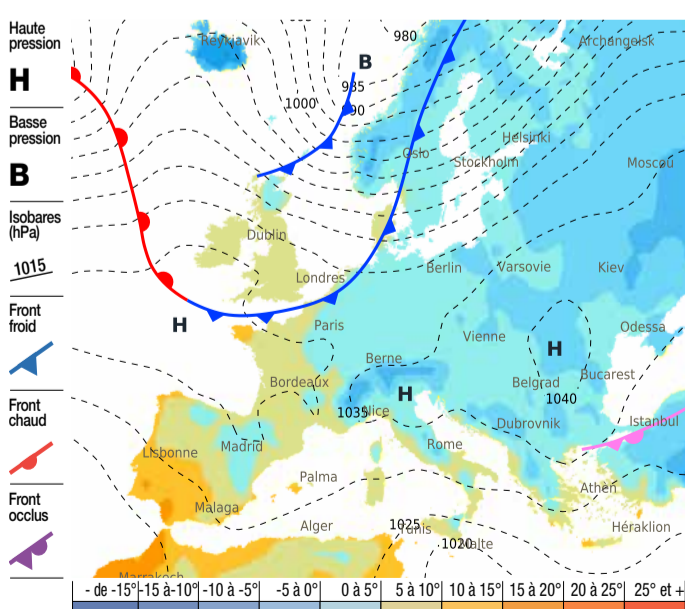 Haute
pression
H
Basse
pression
B
Isobares
(hPa)
1015
Front
froid
Front
chaud
Front
occlus
Reykjavik
980
Archangelsk
B
985
1000
990
Helsinki
Oslo
Stockholm
Moscou
Dublin
Londres
Berlin
Varsovie
Kiev
H
Paris
Odessa
Vienne
H
Berne
Bucarest
Bordeaux
H
Belgrad
1040
1035
Nice
Dubrovnik
Istanbul
Madrid
Rome
Lisbonne
Palma
Athèn
Malaga
Alger
1025
Tunis
Héraklion
1020
Malte
Marrakech
- de -15°
-15 à -10°
-10 à -5°
-5 à 0°
0 à 5°
5 à 10°
10 à 15°
15 à 20°
20 à 25°
25° et +